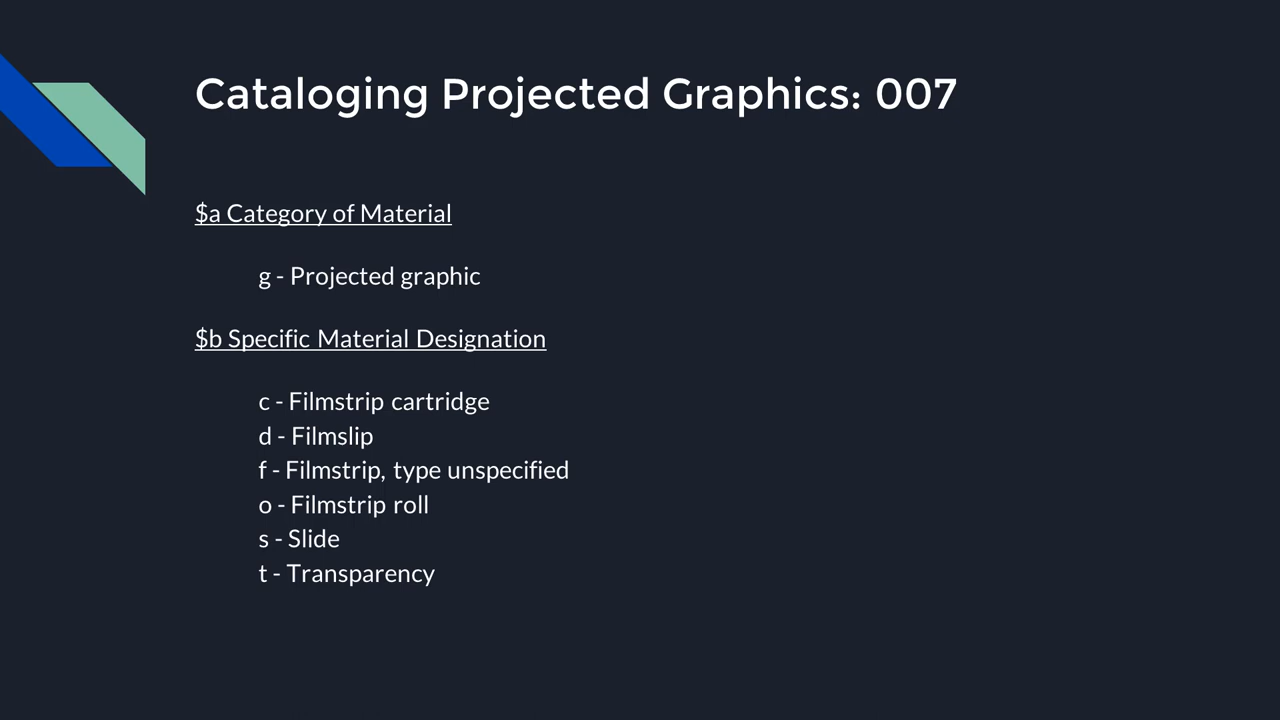 Cataloging Projected Graphics: 007
$a Category of Material
g - Projected graphic
$b Specific Material Designation
c - Filmstrip cartridge
d - Filmslip
f - Filmstrip, type unspecified
o - Filmstrip roll
s - Slide
t - Transparency